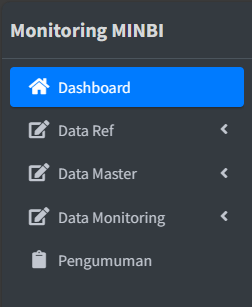 Monitoring MINBI
Dashboard
Data Ref
Data Master
Data Monitoring
Pengumuman